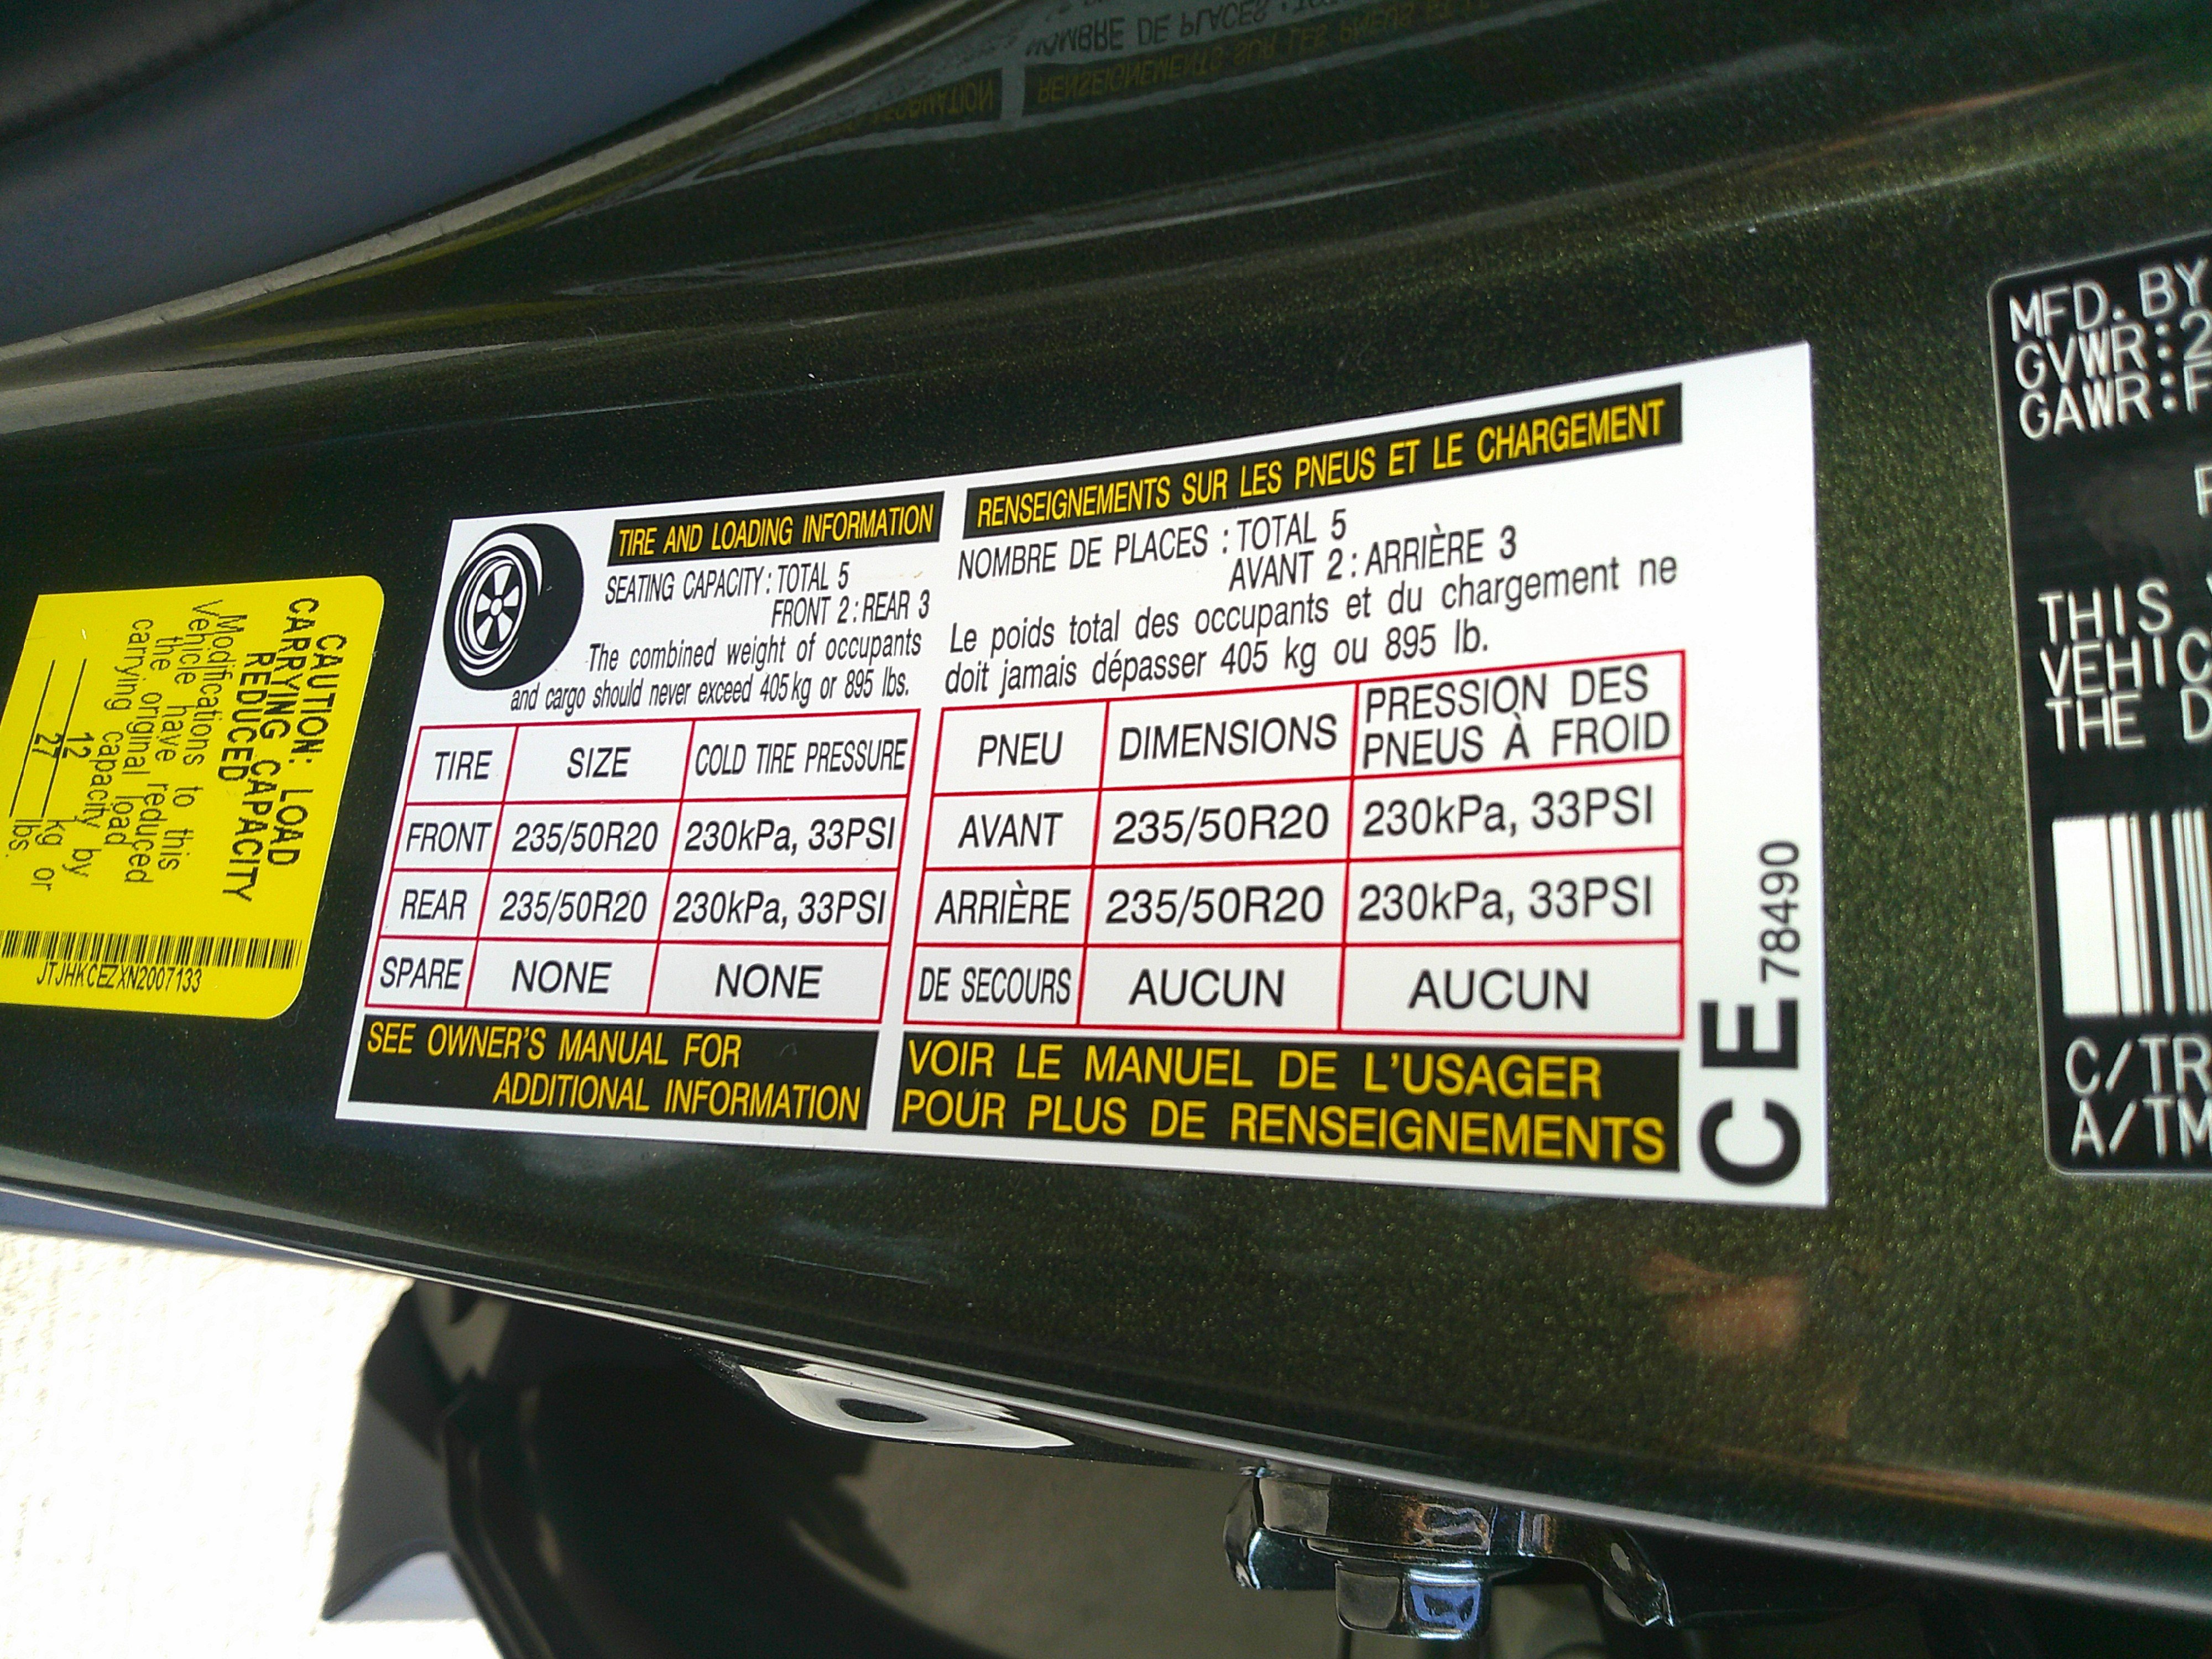 CAUTION: LOAD
CARRYING CAPACITY
REDUCED
Modifications to this
vehicle have reduced
the original load
carrying capacity by
12 kg or
27 lbs.
JTJHKCEZXN2007133
TIRE AND LOADING INFORMATION
SEATING CAPACITY: TOTAL 5
FRONT 2: REAR 3
The combined weight of occupants
and cargo should never exceed 405 kg or 895 lbs.
TIRE SIZE COLD TIRE PRESSURE
FRONT 235/50R20 230kPa, 33PSI
REAR 235/50R20 230kPa, 33PSI
SPARE NONE NONE
SEE OWNER'S MANUAL FOR
ADDITIONAL INFORMATION
RENSEIGNEMENTS SUR LES PNEUS ET LE CHARGEMENT
NOMBRE DE PLACES : TOTAL 5
AVANT 2 : ARRIÈRE 3
Le poids total des occupants et du chargement ne
doit jamais dépasser 405 kg ou 895 lb.
PNEU DIMENSIONS PRESSION DES
PNEUS À FROID
AVANT 235/50R20 230kPa, 33PSI
ARRIÈRE 235/50R20 230kPa, 33PSI
DE SECOURS AUCUN AUCUN
VOIR LE MANUEL DE L'USAGER
POUR PLUS DE RENSEIGNEMENTS
CE 78490
MFD. BY
GVWR: 2
GAWR: F
THIS
VEHIC
THE D
C/TR
A/TM